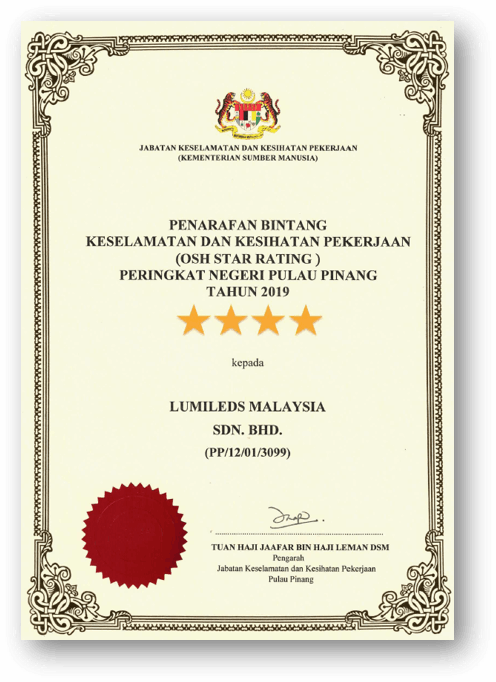 JABATAN KESELAMATAN DAN KESIHATAN PEKERJAAN
(KEMENTERIAN SUMBER MANUSIA)
PENARAFAN BINTANG
KESELAMATAN DAN KESIHATAN PEKERJAAN
(OSH STAR RATING )
PERINGKAT NEGERI PULAU PINANG
TAHUN 2019
kepada
LUMILEDS MALAYSIA
SDN. BHD.
(PP/12/01/3099)
TUAN HAJI JAAFAR BIN HAJI LEMAN DSM
Pengarah
Jabatan Keselamatan dan Kesihatan Pekerjaan
Pulau Pinang